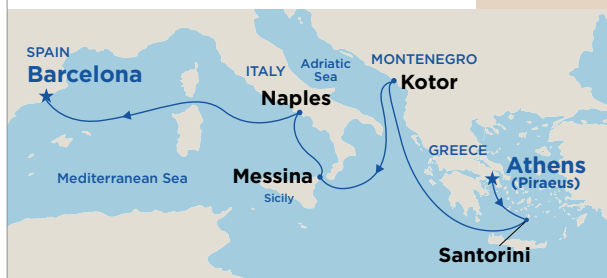 SPAIN
Barcelona
ITALY
Adriatic
Sea
MONTENEGRO
Kotor
Naples
GREECE
Athens
(Piraeus)
Messina
Mediterranean Sea
Sicily
Santorini